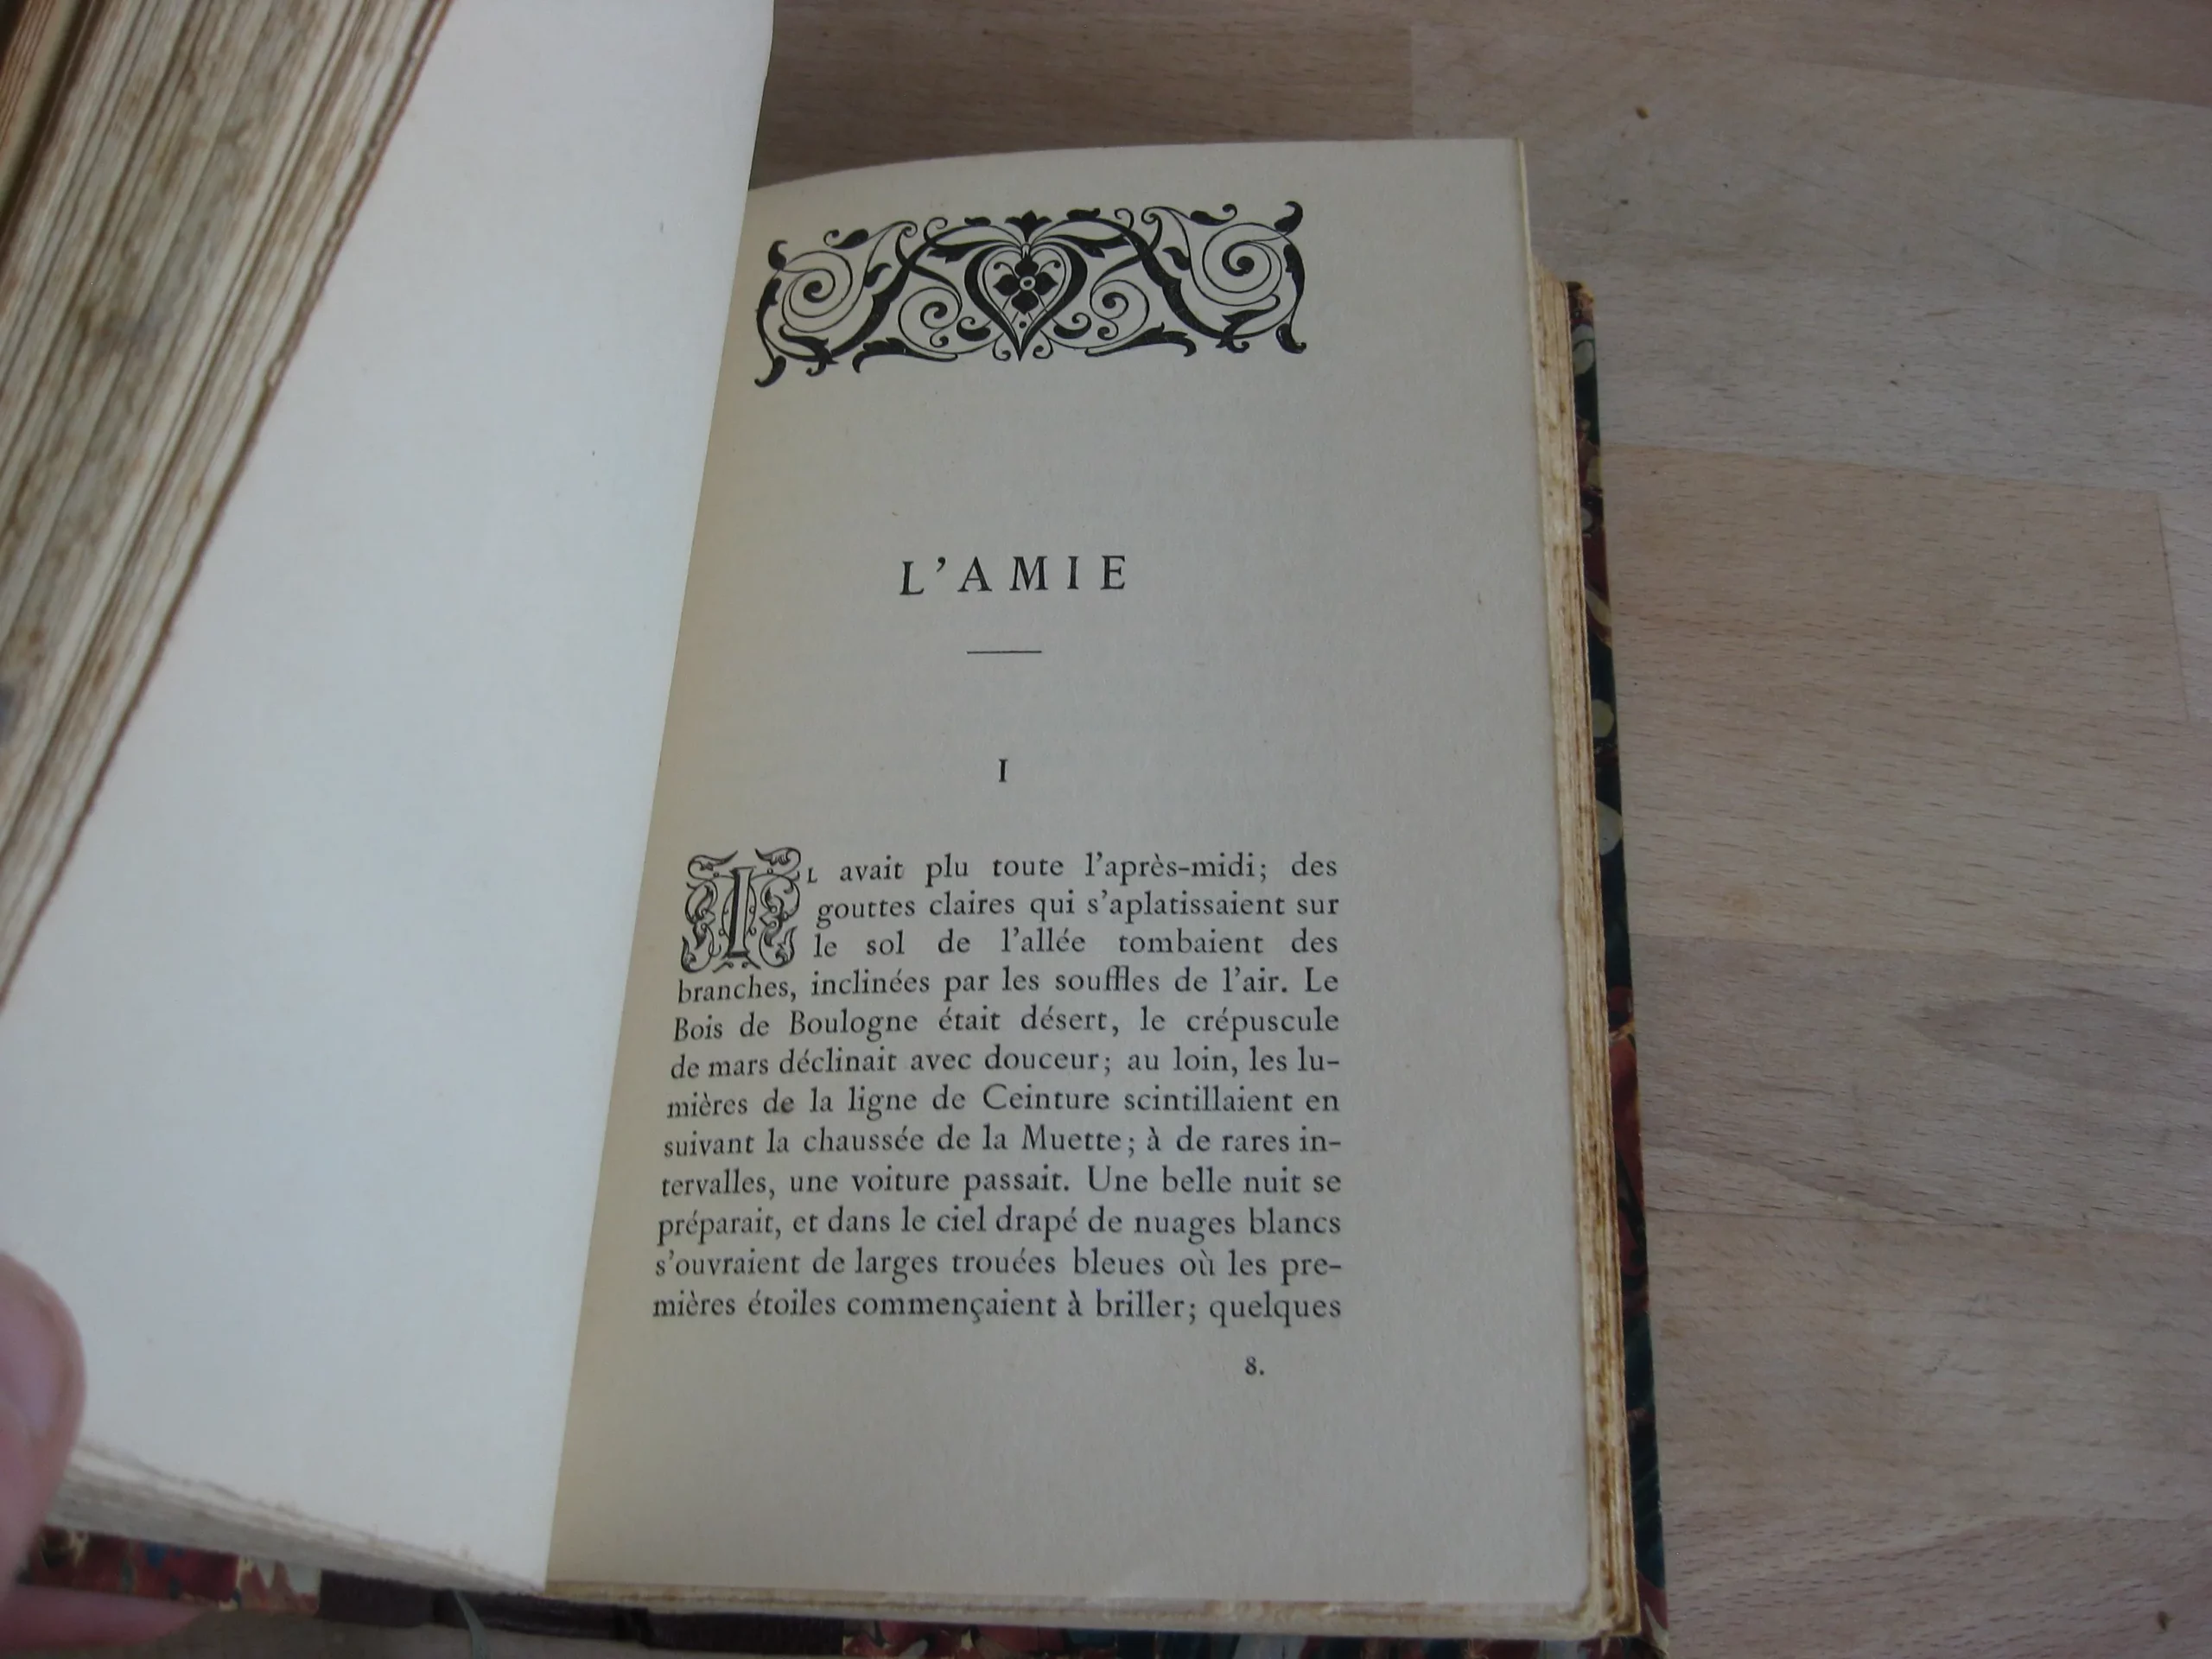 L'AMIE
I
IL avait plu toute l'après-midi; des
gouttes claires qui s'aplatissaient sur
le sol de l'allée tombaient des
branches, inclinées par les souffles de l'air. Le
Bois de Boulogne était désert, le crépuscule
de mars déclinait avec douceur; au loin, les lu-
mières de la ligne de Ceinture scintillaient en
suivant la chaussée de la Muette; à de rares in-
tervalles, une voiture passait. Une belle nuit se
préparait, et dans le ciel drapé de nuages blancs
s'ouvraient de larges trouées bleues où les pre-
mières étoiles commençaient à briller; quelques
8.